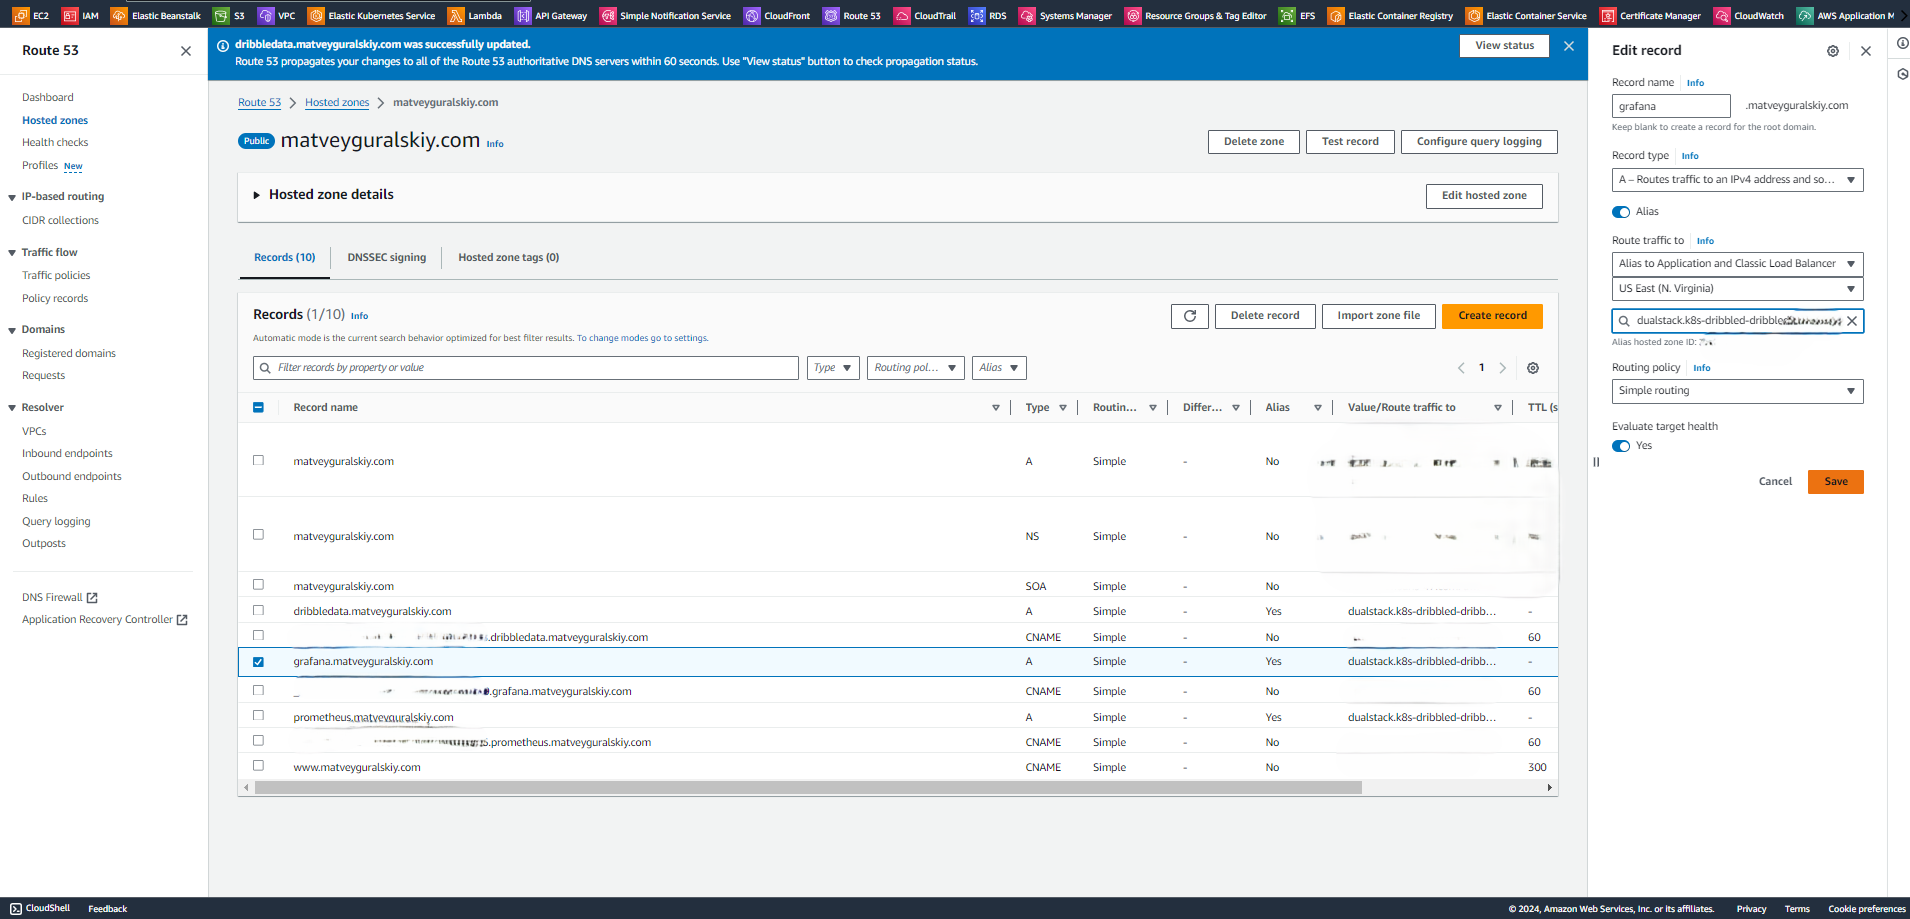 EC2 IAM Elastic Beanstalk S3 VPC Elastic Kubernetes Service Lambda API Gateway Simple Notification Service CloudFront Route 53 CloudTrail RDS Systems Manager Resource Groups & Tag Editor EFS Elastic Container Registry Elastic Container Service Certificate Manager CloudWatch AWS Application M
Route 53
Dashboard
Hosted zones
Health checks
Profiles New
IP-based routing
CIDR collections
Traffic flow
Traffic policies
Policy records
Domains
Registered domains
Requests
Resolver
VPCs
Inbound endpoints
Outbound endpoints
Rules
Query logging
Outposts
DNS Firewall
Application Recovery Controller
dribbledata.matveyguralskiy.com was successfully updated.
Route 53 propagates your changes to all of the Route 53 authoritative DNS servers within 60 seconds. Use "View status" button to check propagation status.
View status
Route 53 Hosted zones matveyguralskiy.com
Public matveyguralskiy.com Info
Delete zone Test record Configure query logging
Hosted zone details
Edit hosted zone
Records (10) DNSSEC signing Hosted zone tags (0)
Records (1/10) Info
Automatic mode is the current search behavior optimized for best filter results. To change modes go to settings.
Delete record Import zone file Create record
Filter records by property or value
Type Routing pol... Alias
1
Record name Type Routin... Differ... Alias Value/Route traffic to TTL (s
matveyguralskiy.com A Simple - No
matveyguralskiy.com NS Simple - No
matveyguralskiy.com SOA Simple - No
dribbledata.matveyguralskiy.com A Simple - Yes dualstack.k8s-dribbled-dribb... -
.dribbledata.matveyguralskiy.com CNAME Simple - No 60
grafana.matveyguralskiy.com A Simple - Yes dualstack.k8s-dribbled-dribb... -
_ .grafana.matveyguralskiy.com CNAME Simple - No 60
prometheus.matveyguralskiy.com A Simple - Yes dualstack.k8s-dribbled-dribb... -
.prometheus.matveyguralskiy.com CNAME Simple - No 60
www.matveyguralskiy.com CNAME Simple - No 300
Edit record
Record name Info
grafana .matveyguralskiy.com
Keep blank to create a record for the root domain.
Record type Info
A – Routes traffic to an IPv4 address and so...
Alias
Route traffic to Info
Alias to Application and Classic Load Balancer
US East (N. Virginia)
dualstack.k8s-dribbled-dribble
Alias hosted zone ID:
Routing policy Info
Simple routing
Evaluate target health
Yes
Cancel Save
CloudShell Feedback
© 2024, Amazon Web Services, Inc. or its affiliates. Privacy Terms Cookie preferences